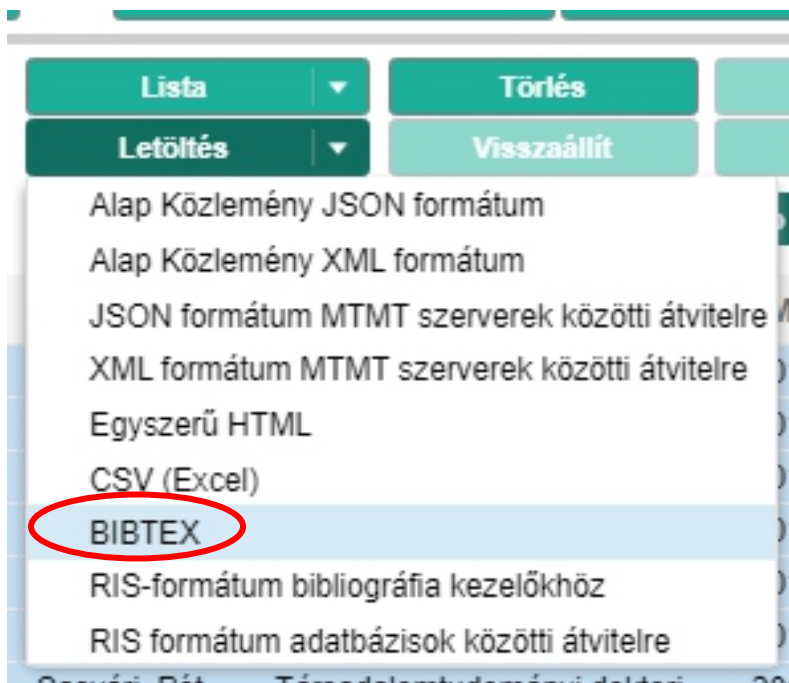 Lista
Törlés
Letöltés
Visszaállít
Alap Közlemény JSON formátum
Alap Közlemény XML formátum
JSON formátum MTMT szerverek közötti átvitelre
XML formátum MTMT szerverek közötti átvitelre
Egyszerű HTML
CSV (Excel)
BIBTEX
RIS-formátum bibliográfia kezelőkhöz
RIS formátum adatbázisok közötti átvitelre